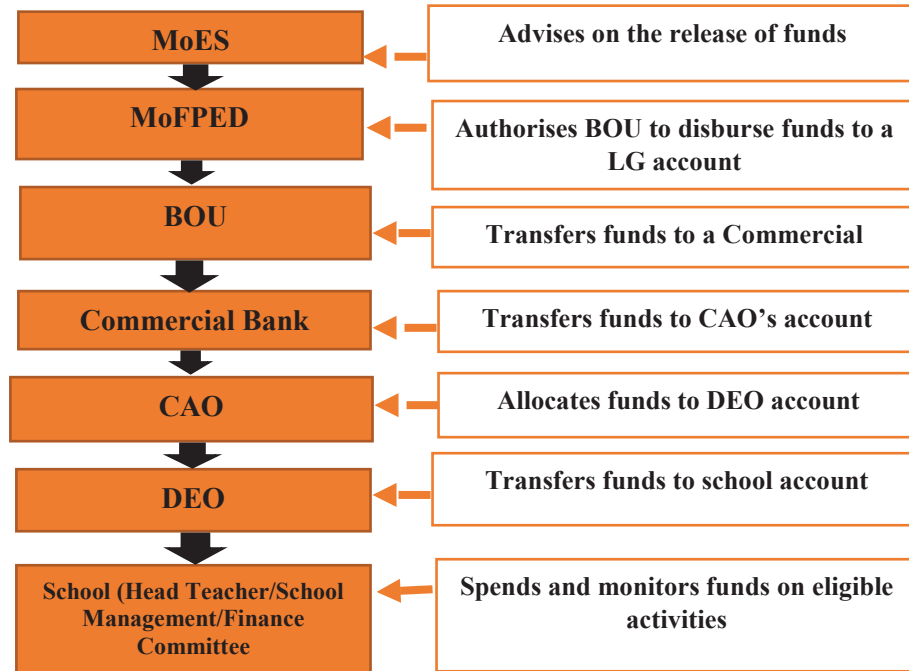 MoES
Advises on the release of funds
MoFPED
Authorises BOU to disburse funds to a
LG account
BOU
Transfers funds to a Commercial
Commercial Bank
Transfers funds to CAO’s account
CAO
Allocates funds to DEO account
DEO
Transfers funds to school account
School (Head Teacher/School
Management/Finance
Committee
Spends and monitors funds on eligible
activities